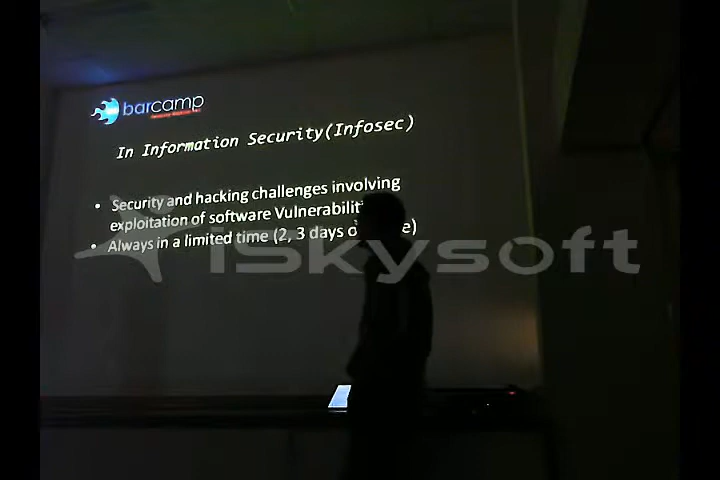 barcamp
In Information Security(Infosec)
• Security and hacking challenges involving
exploitation of software
• Always in a limited time (2, 3 days
iSkysoft